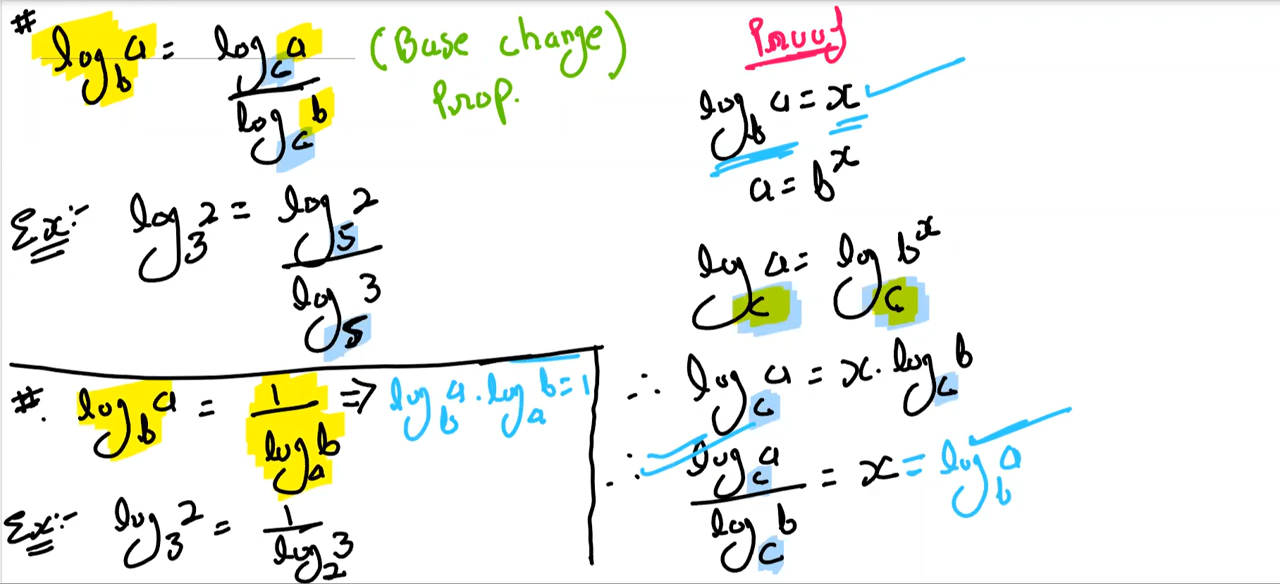 # log_b a = log_c a / log_c b (Base change) Prop.
Ex:- log_3 2 = log_5 2 / log_5 3
#. log_b a = 1 / log_a b => log_b a . log_a b = 1
Ex:- log_3 2 = 1 / log_2 3
Proof
log_b a = x
a = b^x
log_c a = log_c b^x
∴ log_c a = x . log_c b
∴ log_c a / log_c b = x = log_b a